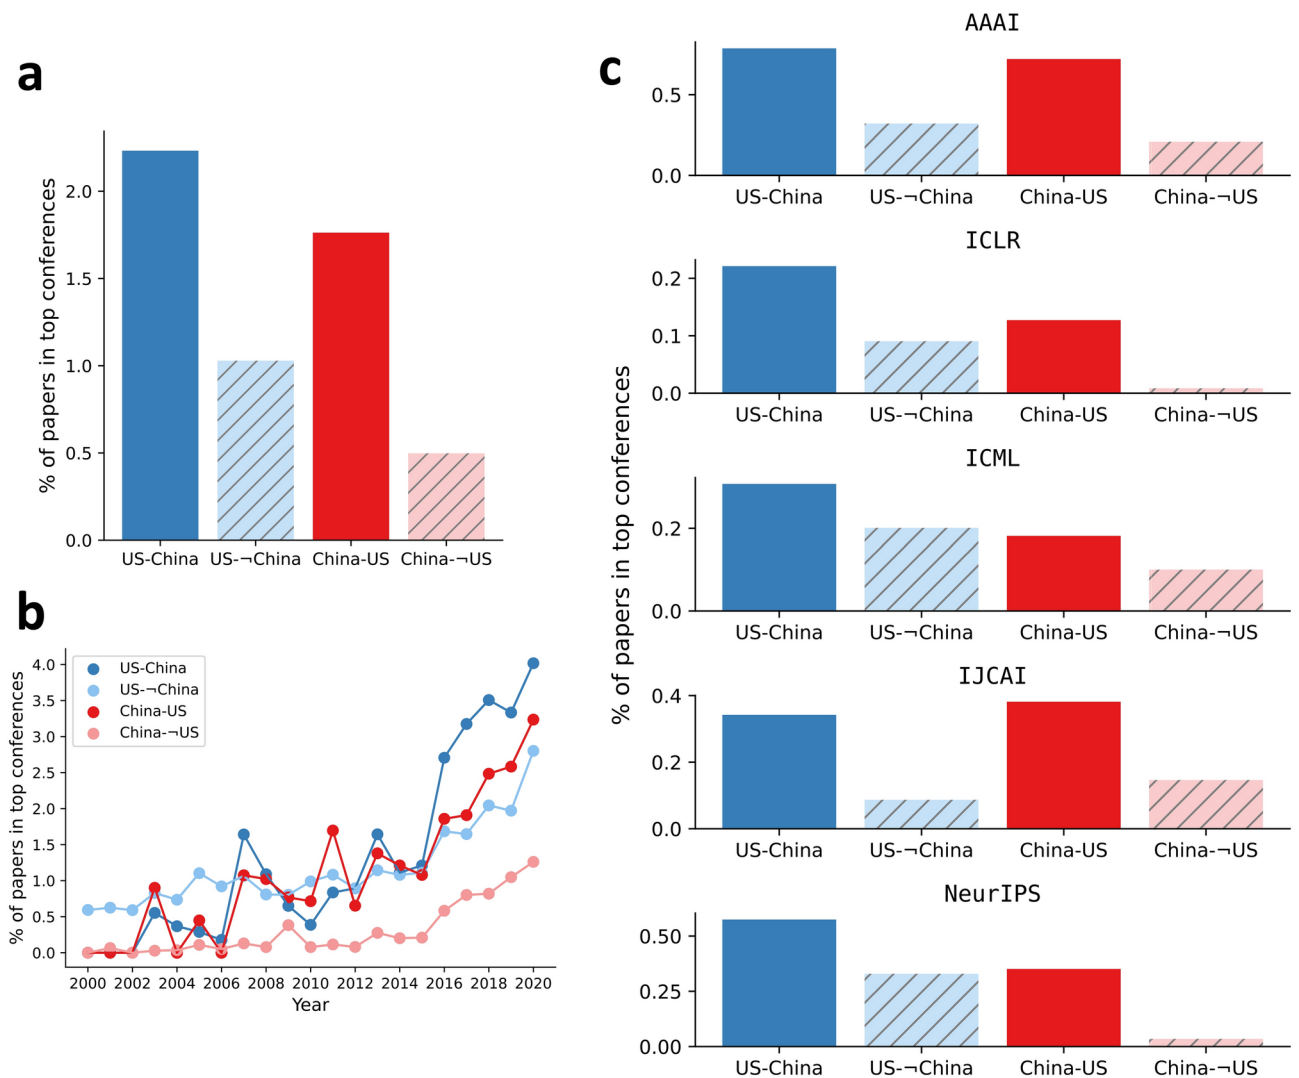 a
% of papers in top conferences
2.0
1.5
1.0
0.5
0.0
US-China US-¬China China-US China-¬US
b
% of papers in top conferences
4.0
3.5
3.0
2.5
2.0
1.5
1.0
0.5
0.0
US-China
US-¬China
China-US
China-¬US
2000 2002 2004 2006 2008 2010 2012 2014 2016 2018 2020
Year
c
% of papers in top conferences
AAAI
0.5
0.0
US-China US-¬China China-US China-¬US
ICLR
0.2
0.1
0.0
US-China US-¬China China-US China-¬US
ICML
0.2
0.0
US-China US-¬China China-US China-¬US
IJCAI
0.4
0.2
0.0
US-China US-¬China China-US China-¬US
NeurIPS
0.50
0.25
0.00
US-China US-¬China China-US China-¬US